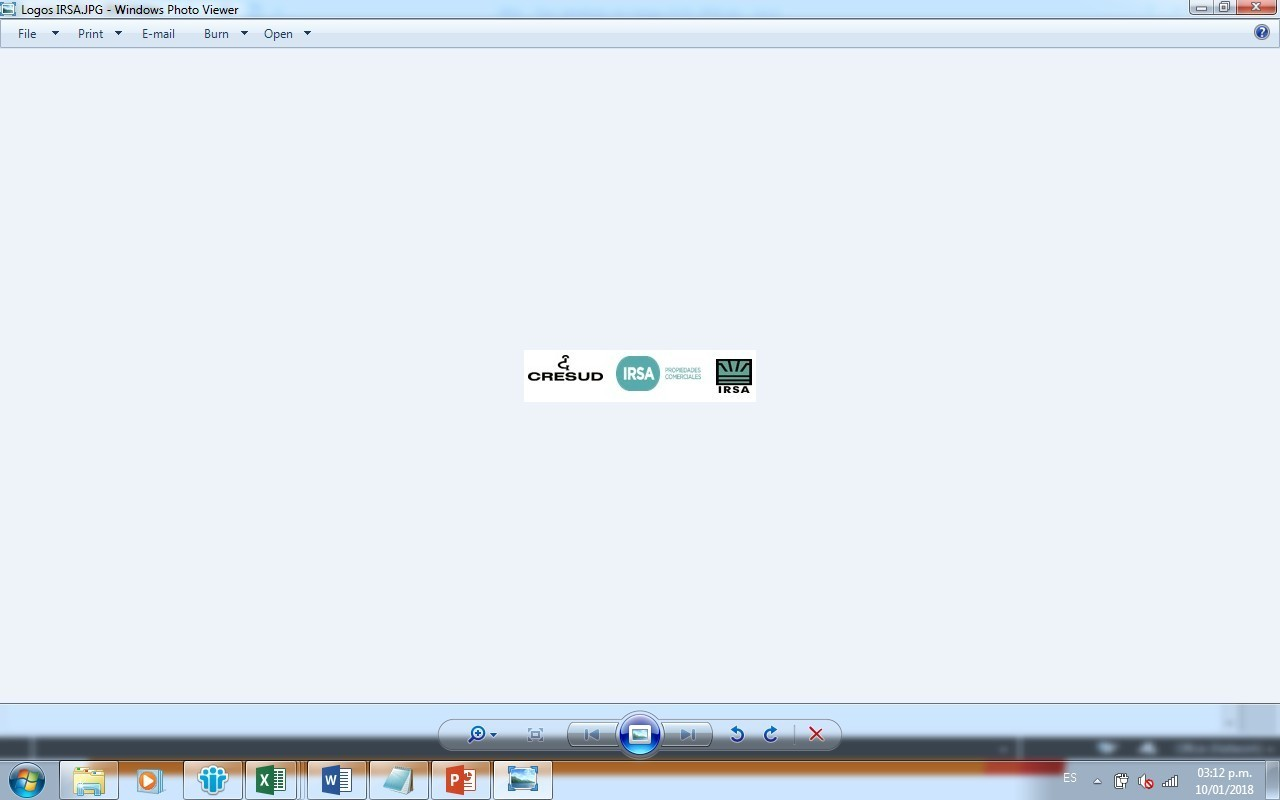 Logos IRSA.JPG - Windows Photo Viewer
File Print E-mail Burn Open
CRESUD
IRSA
PROPIEDADES
COMERCIALES
IRSA
ES
03:12 p.m.
10/01/2018